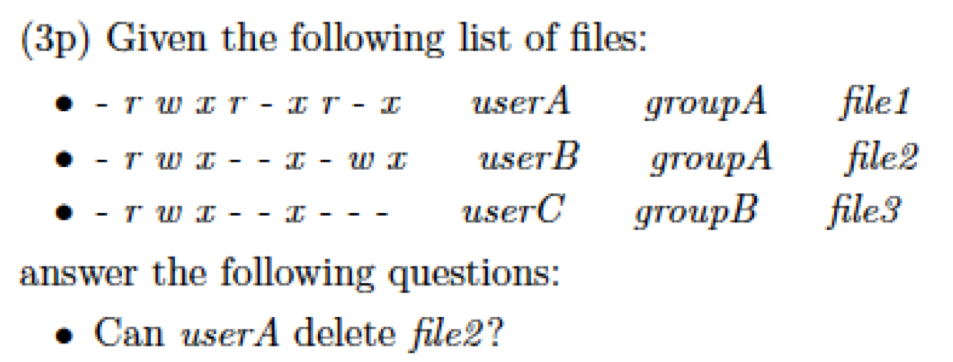 (3p) Given the following list of files:
• - r w x r - x r - x userA groupA file1
• - r w x - - x - w x userB groupA file2
• - r w x - - x - - - userC groupB file3
answer the following questions:
• Can userA delete file2?